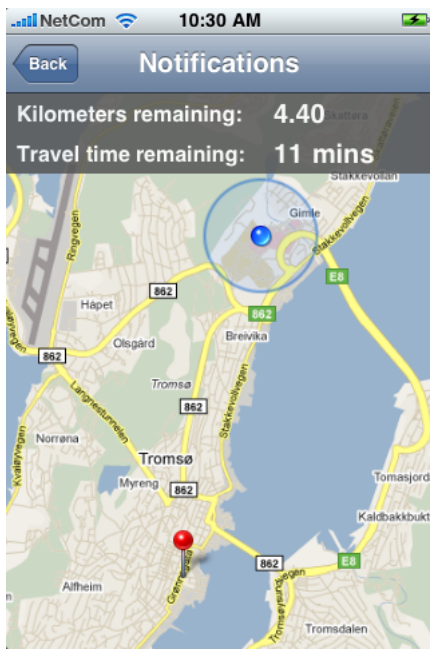 NetCom 10:30 AM
Back Notifications
Kilometers remaining: 4.40
Travel time remaining: 11 mins
Stakkevollan
Gimle
Stakkevollvegen
Ringvegen
862
E8
Håpet
862
Olsgård
Breivika
862
Tromsø
Langnestunnelen
862
Stakkevollvegen
Norrøna
Kvaløyvegen
Tromsø
Myreng
862
Tomasjord
Kaldbakkbukt
862
E8
Alfheim
Tromsdalen